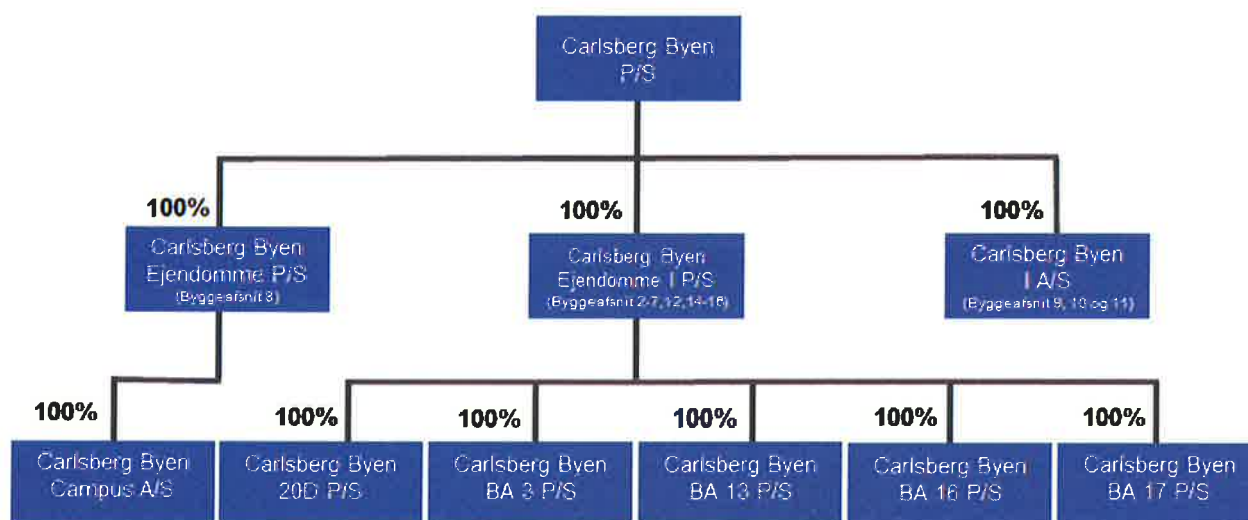 Carlsberg Byen
P/S
100%
Carlsberg Byen
Ejendomme P/S
(Byggeafsnit 8)
100%
Carlsberg Byen
Ejendomme I P/S
(Byggeafsnit 2-7,12,14-18)
100%
Carlsberg Byen
I A/S
(Byggeafsnit 9, 10 og 11)
100%
Carlsberg Byen
Campus A/S
100%
Carlsberg Byen
20D P/S
100%
Carlsberg Byen
BA 3 P/S
100%
Carlsberg Byen
BA 13 P/S
100%
Carlsberg Byen
BA 16 P/S
100%
Carlsberg Byen
BA 17 P/S